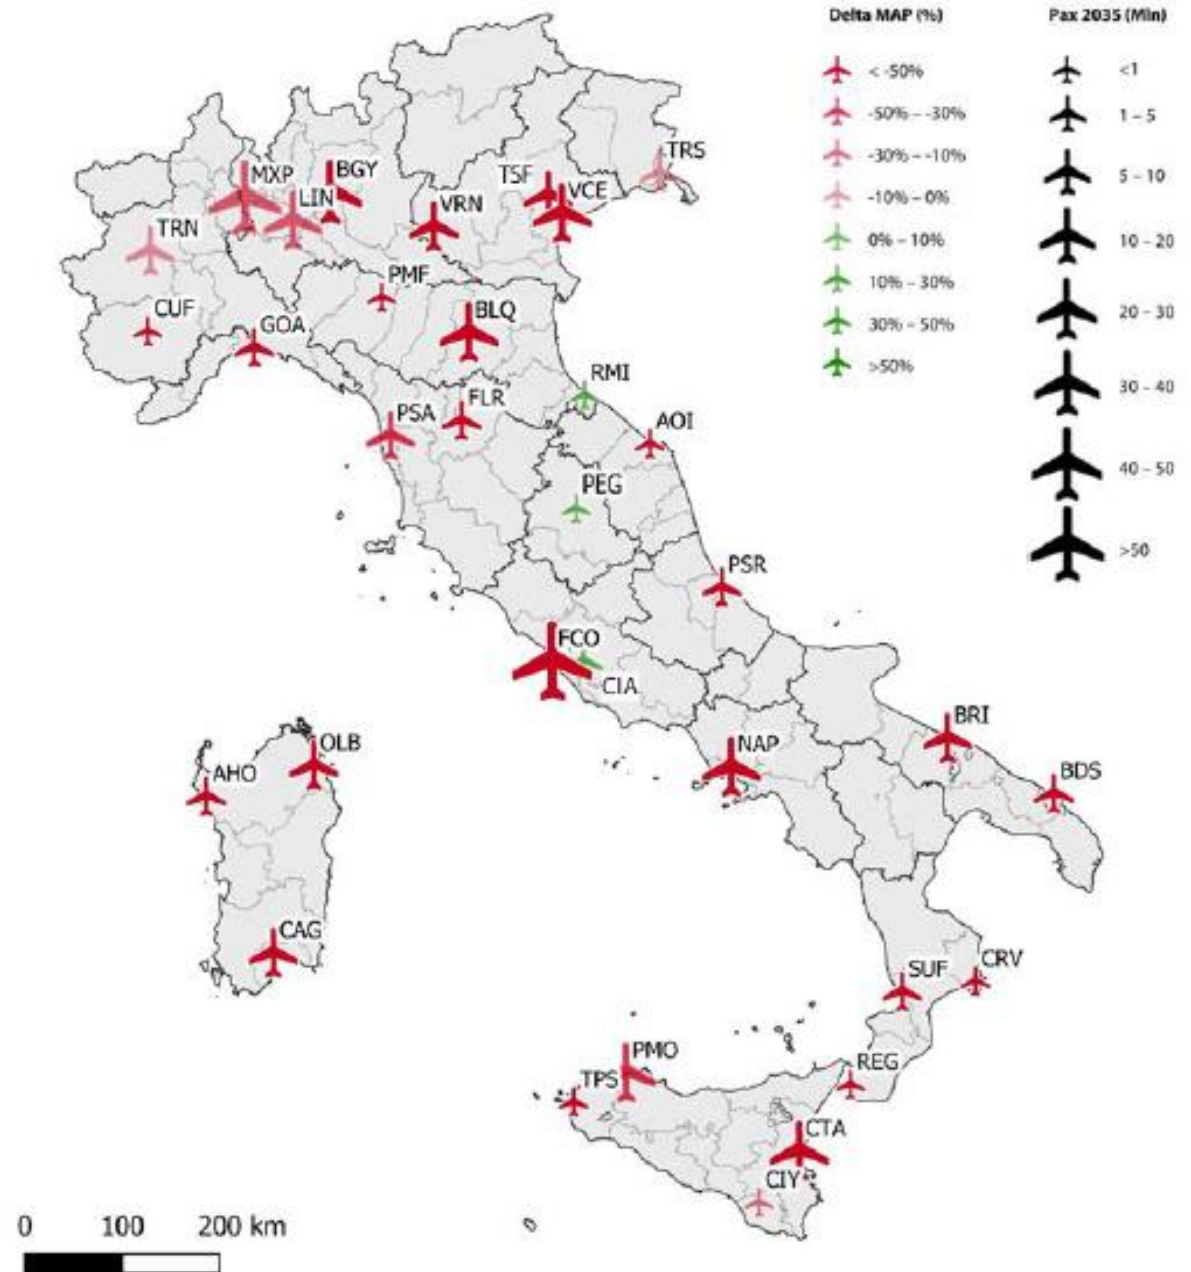 Delta MAP (%)
Pax 2035 (Mln)
< -50%
-50% – -30%
-30% – -10%
-10% – 0%
0% – 10%
10% – 30%
30% – 50%
>50%
<1
1 – 5
5 – 10
10 – 20
20 – 30
30 – 40
40 – 50
>50
TRS
MXP
BGY
TSF
VCE
LIN
VRN
TRN
PMF
CUF
GOA
BLQ
RMI
FLR
PSA
AOI
PEG
PSR
FCO
CIA
BRI
NAP
OLB
AHO
BDS
CAG
SUF
CRV
PMO
REG
TPS
CTA
CIY
0 100 200 km